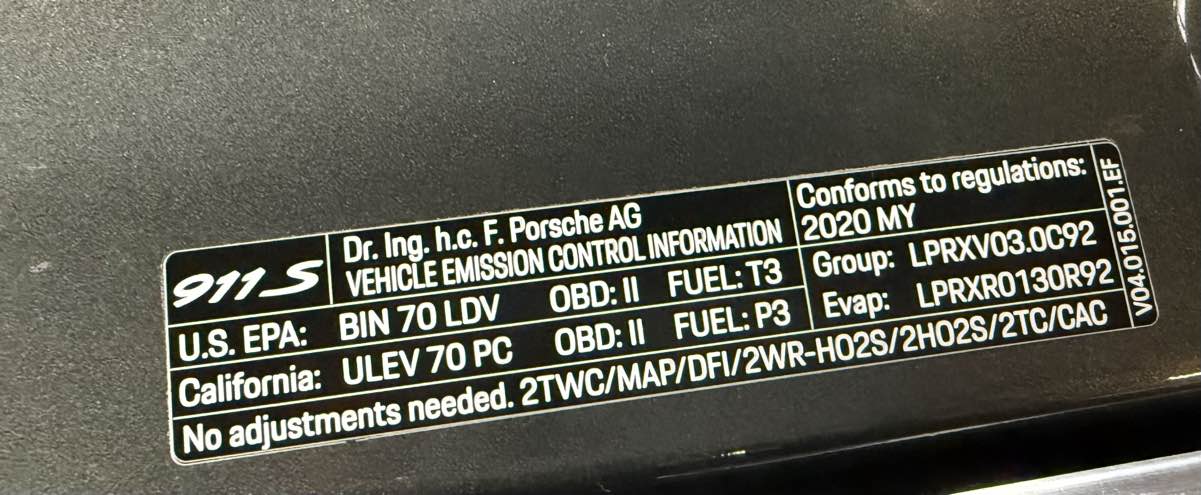 911 S
Dr. Ing. h.c. F. Porsche AG
VEHICLE EMISSION CONTROL INFORMATION
Conforms to regulations:
2020 MY
U.S. EPA: BIN 70 LDV OBD: II FUEL: T3
Group: LPRXV03.0C92
California: ULEV 70 PC OBD: II FUEL: P3
Evap: LPRXR0130R92
No adjustments needed. 2TWC/MAP/DFI/2WR-HO2S/2HO2S/2TC/CAC
V04.015.001.EF